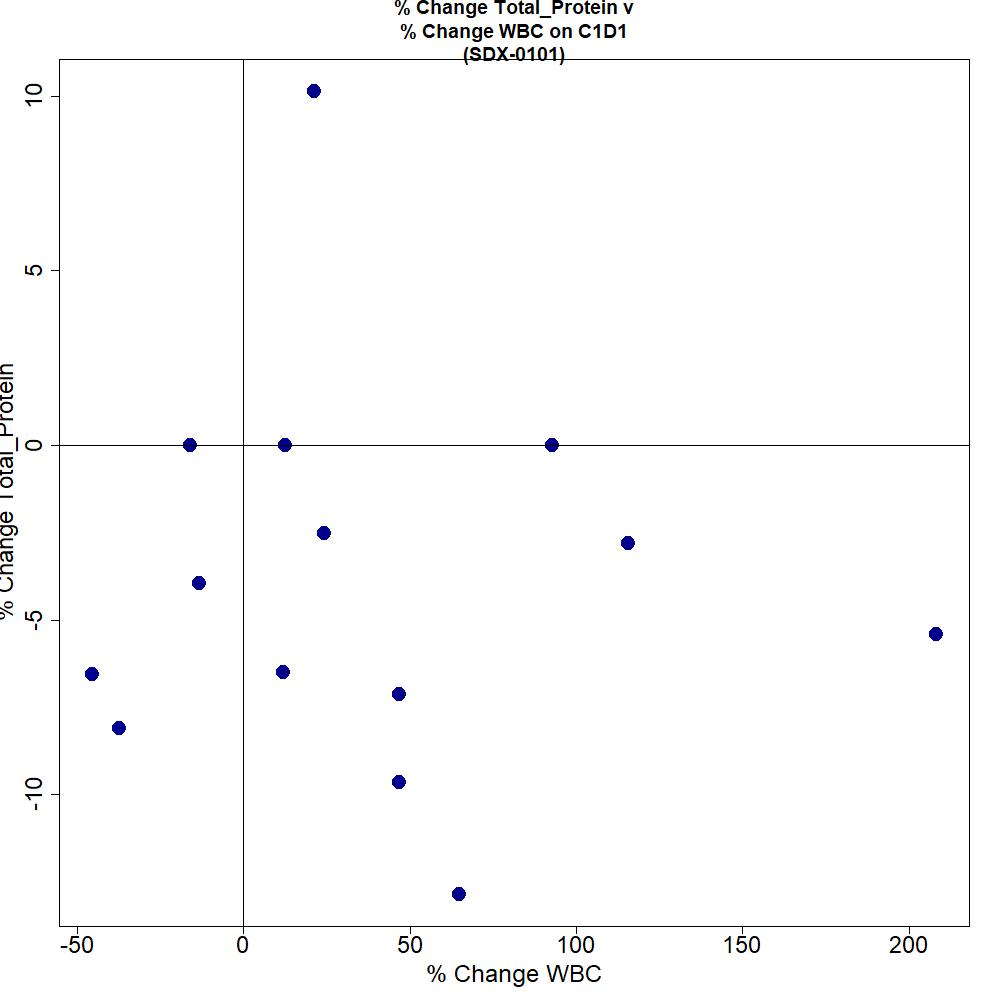 % Change Total_Protein v
% Change WBC on C1D1
(SDX-0101)
% Change Total_Protein
10
5
0
-5
-10
-50 0 50 100 150 200
% Change WBC